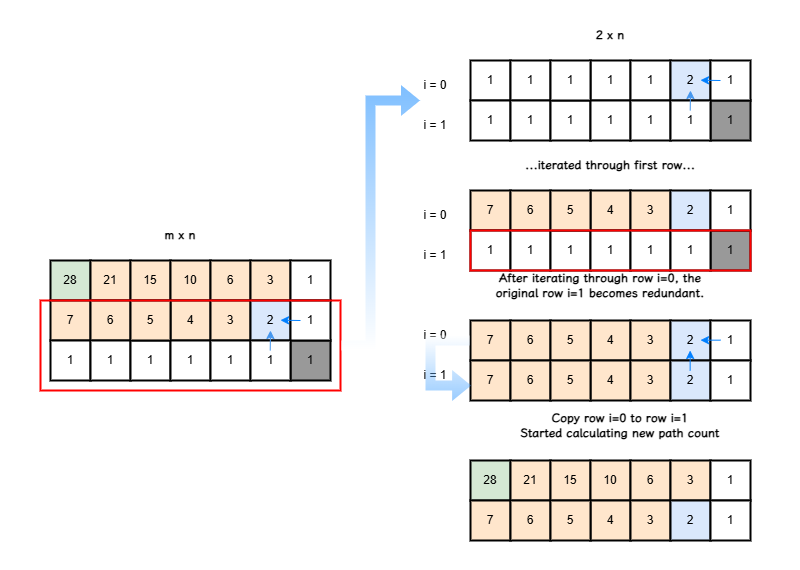 2 x n
i = 0
1 1 1 1 1 2 1
i = 1
1 1 1 1 1 1 1
...iterated through first row...
i = 0
7 6 5 4 3 2 1
i = 1
1 1 1 1 1 1 1
After iterating through row i=0, the
original row i=1 becomes redundant.
m x n
28 21 15 10 6 3 1
7 6 5 4 3 2 1
1 1 1 1 1 1 1
i = 0
7 6 5 4 3 2 1
i = 1
7 6 5 4 3 2 1
Copy row i=0 to row i=1
Started calculating new path count
28 21 15 10 6 3 1
7 6 5 4 3 2 1